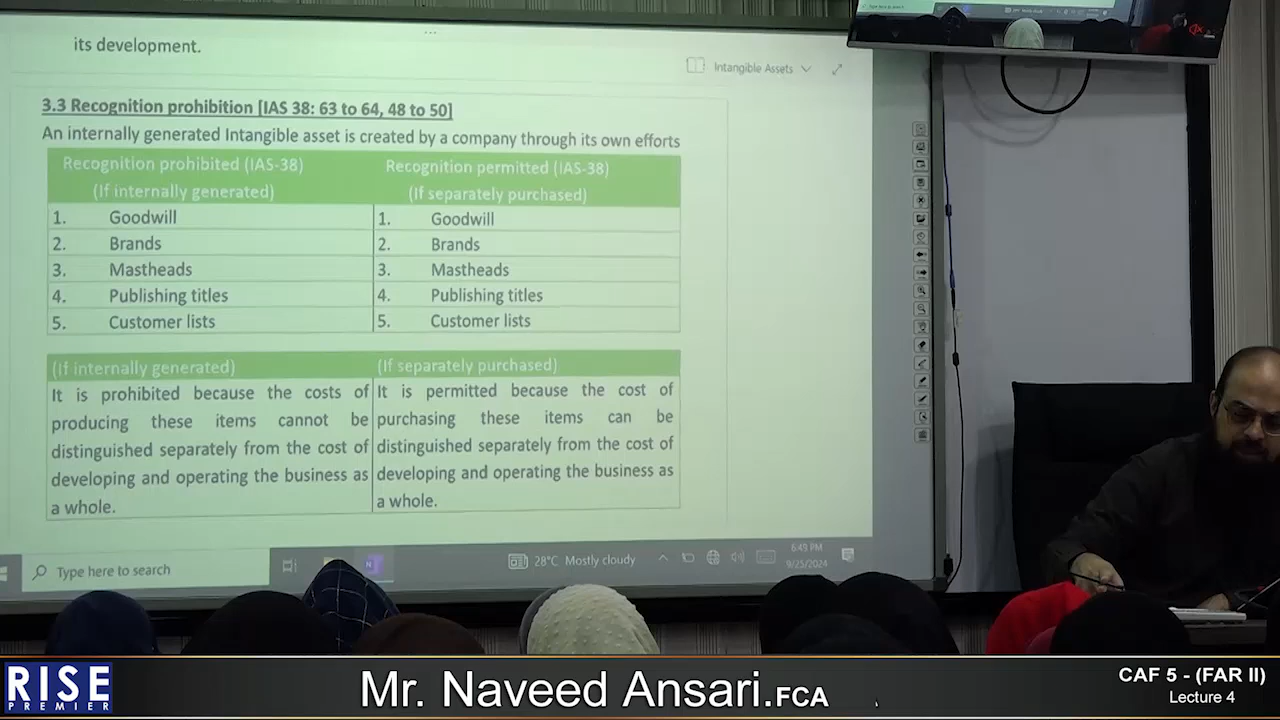 its development.
Intangible Assets
3.3 Recognition prohibition [IAS 38: 63 to 64, 48 to 50]
An internally generated Intangible asset is created by a company through its own efforts
Recognition prohibited (IAS-38)
(If internally generated)
Recognition permitted (IAS-38)
(If separately purchased)
1. Goodwill
1. Goodwill
2. Brands
2. Brands
3. Mastheads
3. Mastheads
4. Publishing titles
4. Publishing titles
5. Customer lists
5. Customer lists
(If internally generated)
It is prohibited because the costs of
producing these items cannot be
distinguished separately from the cost of
developing and operating the business as
a whole.
(If separately purchased)
It is permitted because the cost of
purchasing these items can be
distinguished separately from the cost of
developing and operating the business as
a whole.
Type here to search
28°C Mostly cloudy
6:49 PM
9/25/2024
RISE
PREMIER
Mr. Naveed Ansari.FCA
CAF 5 - (FAR II)
Lecture 4